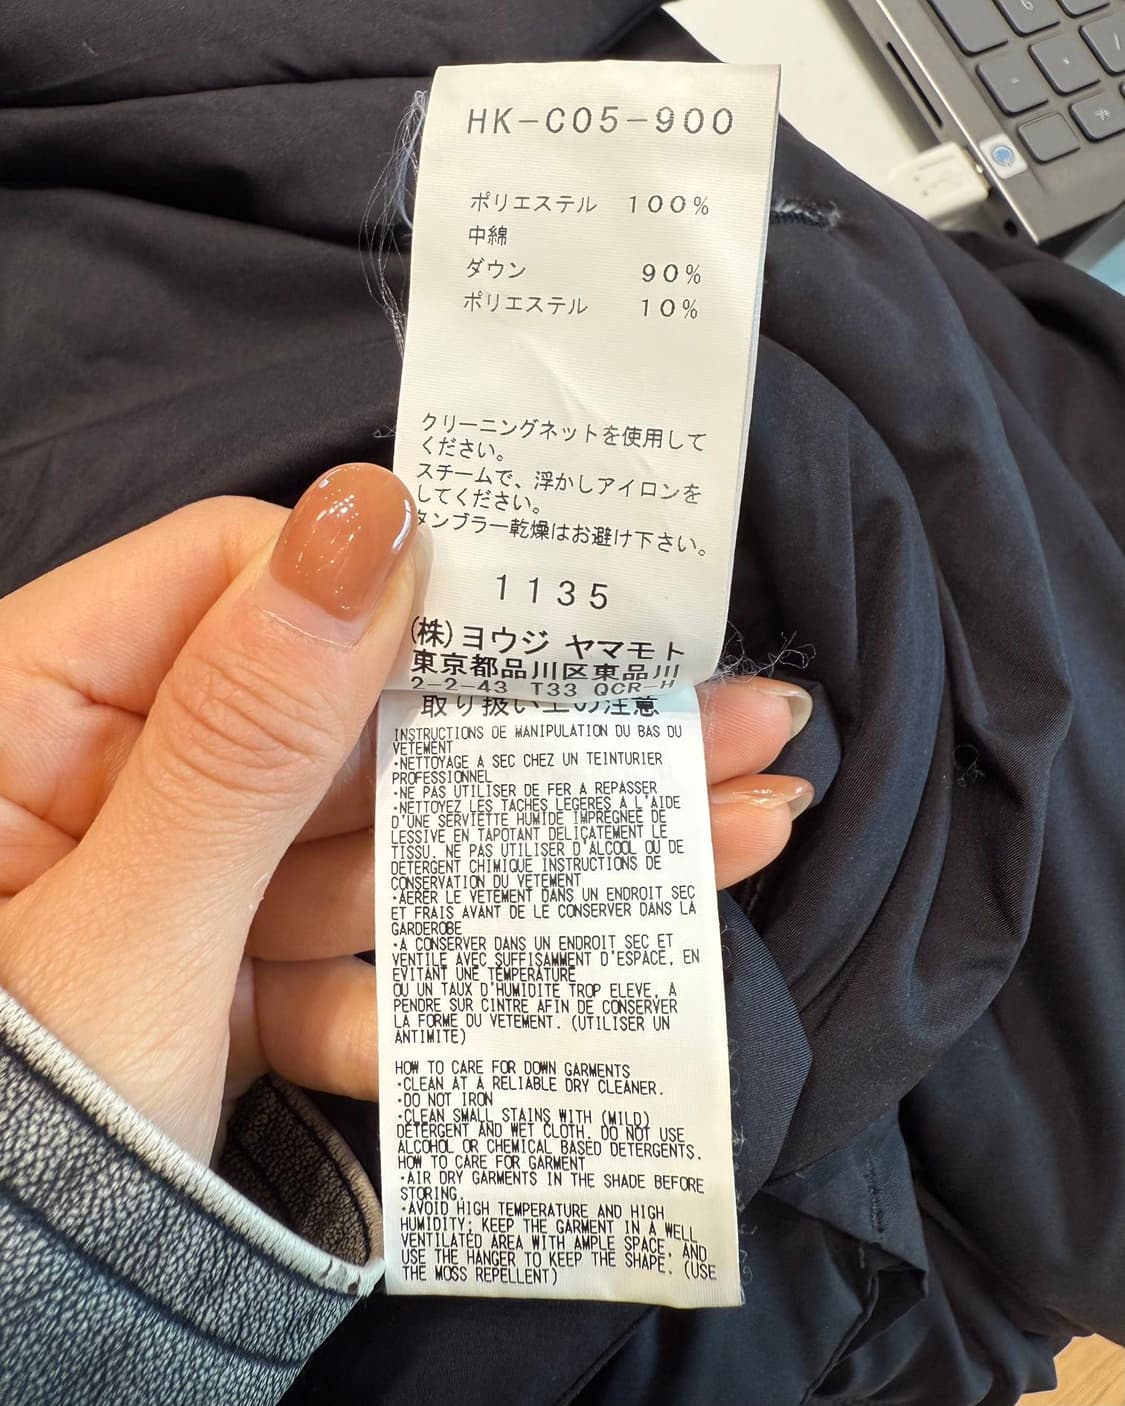 HK-C05-900
ポリエステル 100%
中綿
ダウン 90%
ポリエステル 10%
クリーニングネットを使用して
ください。
スチームで、浮かしアイロンを
してください。
タンブラー乾燥はお避け下さい。
1135
(株)ヨウジ ヤマモト
東京都品川区東品川
2-2-43 T33 QCR-H
取り扱い上の注意
INSTRUCTIONS DE MANIPULATION DU BAS DU
VETEMENT
・NETTOYAGE A SEC CHEZ UN TEINTURIER
PROFESSIONNEL
・NE PAS UTILISER DE FER A REPASSER
・NETTOYEZ LES TACHES LEGERES A L'AIDE
D'UNE SERVIETTE HUMIDE IMPREGNEE DE
LESSIVE EN TAPOTANT DELICATEMENT LE
TISSU. NE PAS UTILISER D'ALCOOL OU DE
DETERGENT CHIMIQUE INSTRUCTIONS DE
CONSERVATION DU VETEMENT
・AERER LE VETEMENT DANS UN ENDROIT SEC
ET FRAIS AVANT DE LE CONSERVER DANS LA
GARDEROBE
・A CONSERVER DANS UN ENDROIT SEC ET
VENTILE AVEC SUFFISAMMENT D'ESPACE, EN
EVITANT UNE TEMPERATURE
OU UN TAUX D'HUMIDITE TROP ELEVE. A
PENDRE SUR CINTRE AFIN DE CONSERVER
LA FORME DU VETEMENT. (UTILISER UN
ANTIMITE)
HOW TO CARE FOR DOWN GARMENTS
・CLEAN AT A RELIABLE DRY CLEANER.
・DO NOT IRON
・CLEAN SMALL STAINS WITH (MILD)
DETERGENT AND WET CLOTH. DO NOT USE
ALCOHOL OR CHEMICAL BASED DETERGENTS.
HOW TO CARE FOR GARMENT
・AIR DRY GARMENTS IN THE SHADE BEFORE
STORING.
・AVOID HIGH TEMPERATURE AND HIGH
HUMIDITY; KEEP THE GARMENT IN A WELL
VENTILATED AREA WITH AMPLE SPACE, AND
USE THE HANGER TO KEEP THE SHAPE. (USE
THE MOSS REPELLENT)